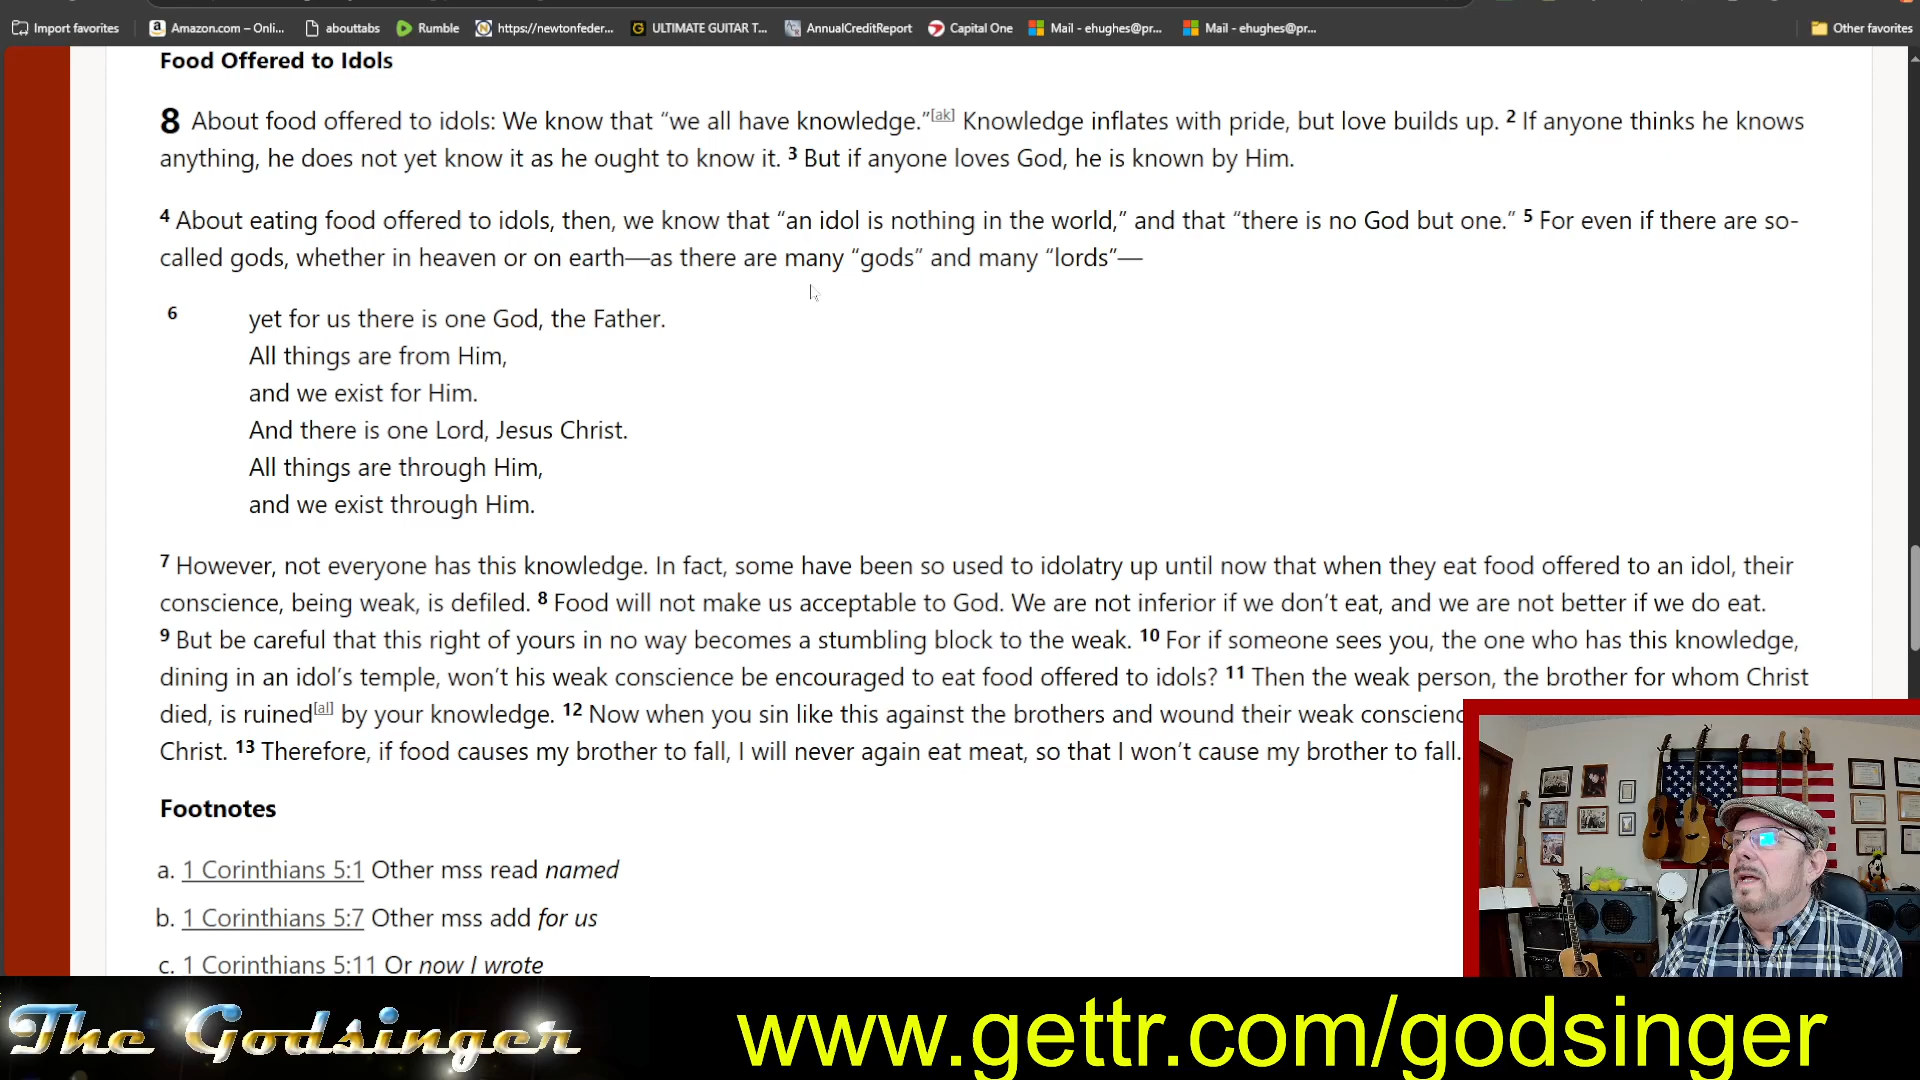 Import favorites Amazon.com – Onli... abouttabs Rumble https://newtonfeder... ULTIMATE GUITAR T... AnnualCreditReport Capital One Mail - ehughes@pr... Mail - ehughes@pr... Other favorites
Food Offered to Idols
8 About food offered to idols: We know that “we all have knowledge.”[ak] Knowledge inflates with pride, but love builds up. 2 If anyone thinks he knows
anything, he does not yet know it as he ought to know it. 3 But if anyone loves God, he is known by Him.
4 About eating food offered to idols, then, we know that “an idol is nothing in the world,” and that “there is no God but one.” 5 For even if there are so-
called gods, whether in heaven or on earth—as there are many “gods” and many “lords”—
6 yet for us there is one God, the Father.
All things are from Him,
and we exist for Him.
And there is one Lord, Jesus Christ.
All things are through Him,
and we exist through Him.
7 However, not everyone has this knowledge. In fact, some have been so used to idolatry up until now that when they eat food offered to an idol, their
conscience, being weak, is defiled. 8 Food will not make us acceptable to God. We are not inferior if we don’t eat, and we are not better if we do eat.
9 But be careful that this right of yours in no way becomes a stumbling block to the weak. 10 For if someone sees you, the one who has this knowledge,
dining in an idol’s temple, won’t his weak conscience be encouraged to eat food offered to idols? 11 Then the weak person, the brother for whom Christ
died, is ruined[al] by your knowledge. 12 Now when you sin like this against the brothers and wound their weak conscienc
Christ. 13 Therefore, if food causes my brother to fall, I will never again eat meat, so that I won’t cause my brother to fall.
Footnotes
a. 1 Corinthians 5:1 Other mss read named
b. 1 Corinthians 5:7 Other mss add for us
c. 1 Corinthians 5:11 Or now I wrote
The Godsinger
www.gettr.com/godsinger